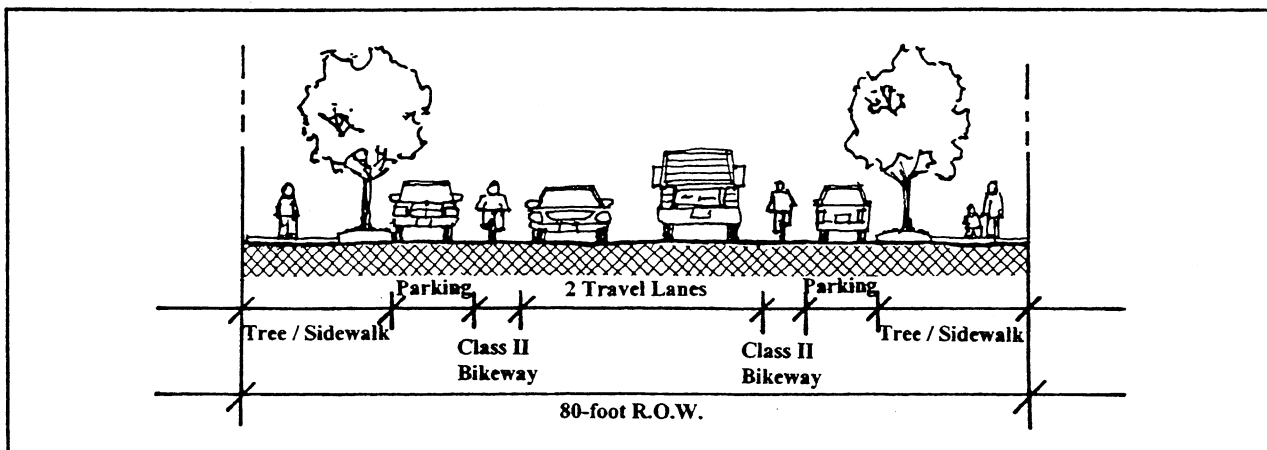 Parking
2 Travel Lanes
Parking
Tree / Sidewalk
Class II
Bikeway
Class II
Bikeway
Tree / Sidewalk
80-foot R.O.W.